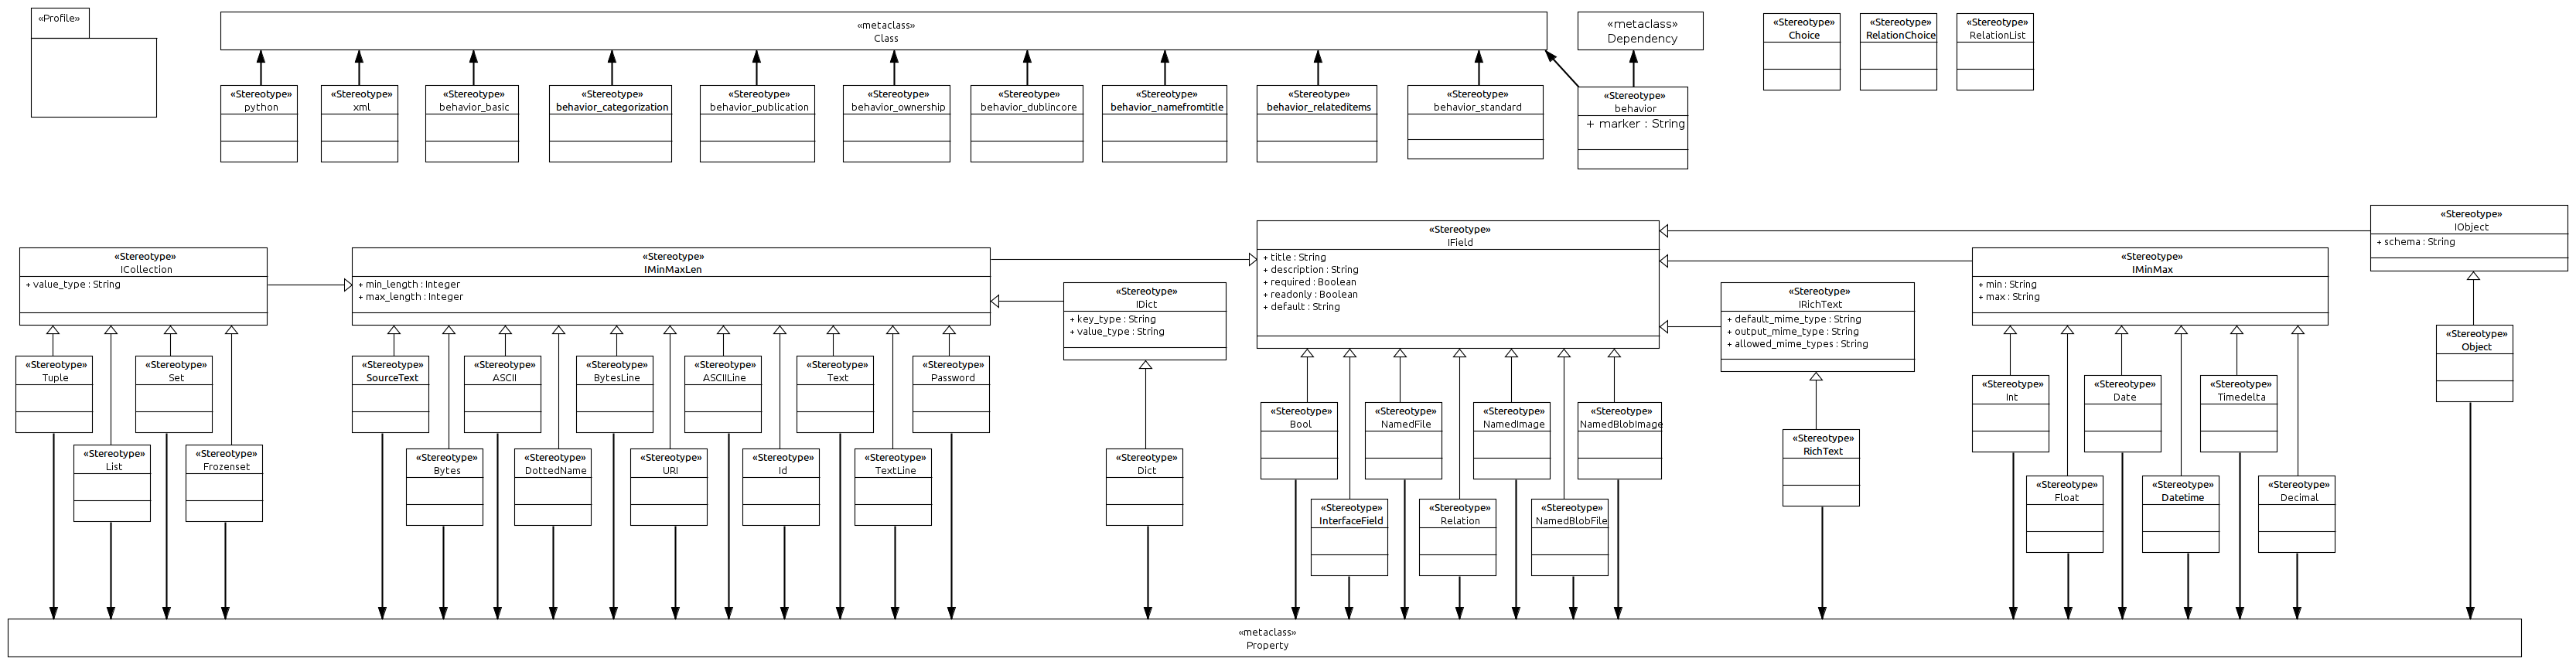 «Profile»
«metaclass»
Class
«metaclass»
Dependency
«Stereotype»
Choice
«Stereotype»
RelationChoice
«Stereotype»
RelationList
«Stereotype»
python
«Stereotype»
xml
«Stereotype»
behavior_basic
«Stereotype»
behavior_categorization
«Stereotype»
behavior_publication
«Stereotype»
behavior_ownership
«Stereotype»
behavior_dublincore
«Stereotype»
behavior_namefromtitle
«Stereotype»
behavior_relateditems
«Stereotype»
behavior_standard
«Stereotype»
behavior
+ marker : String
«Stereotype»
ICollection
+ value_type : String
«Stereotype»
IMinMaxLen
+ min_length : Integer
+ max_length : Integer
«Stereotype»
IDict
+ key_type : String
+ value_type : String
«Stereotype»
IField
+ title : String
+ description : String
+ required : Boolean
+ readonly : Boolean
+ default : String
«Stereotype»
IRichText
+ default_mime_type : String
+ output_mime_type : String
+ allowed_mime_types : String
«Stereotype»
IMinMax
+ min : String
+ max : String
«Stereotype»
IObject
+ schema : String
«Stereotype»
Tuple
«Stereotype»
Set
«Stereotype»
SourceText
«Stereotype»
ASCII
«Stereotype»
BytesLine
«Stereotype»
ASCIILine
«Stereotype»
Text
«Stereotype»
Password
«Stereotype»
Bool
«Stereotype»
NamedFile
«Stereotype»
NamedImage
«Stereotype»
NamedBlobImage
«Stereotype»
Int
«Stereotype»
Date
«Stereotype»
Timedelta
«Stereotype»
Object
«Stereotype»
List
«Stereotype»
Frozenset
«Stereotype»
Bytes
«Stereotype»
DottedName
«Stereotype»
URI
«Stereotype»
Id
«Stereotype»
TextLine
«Stereotype»
Dict
«Stereotype»
InterfaceField
«Stereotype»
Relation
«Stereotype»
NamedBlobFile
«Stereotype»
RichText
«Stereotype»
Float
«Stereotype»
Datetime
«Stereotype»
Decimal
«metaclass»
Property